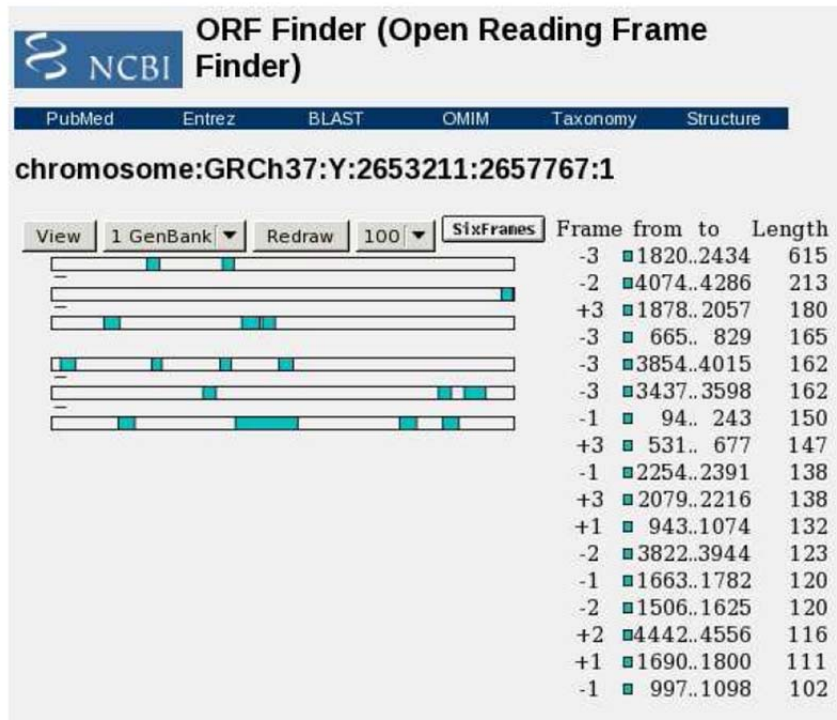 NCBI
ORF Finder (Open Reading Frame
Finder)
PubMed Entrez BLAST OMIM Taxonomy Structure
chromosome:GRCh37:Y:2653211:2657767:1
View 1 GenBank Redraw 100 SixFrames
Frame from to Length
-3 1820..2434 615
-2 4074..4286 213
+3 1878..2057 180
-3 665.. 829 165
-3 3854..4015 162
-3 3437..3598 162
-1 94.. 243 150
+3 531.. 677 147
-1 2254..2391 138
+3 2079..2216 138
+1 943..1074 132
-2 3822..3944 123
-1 1663..1782 120
-2 1506..1625 120
+2 4442..4556 116
+1 1690..1800 111
-1 997..1098 102